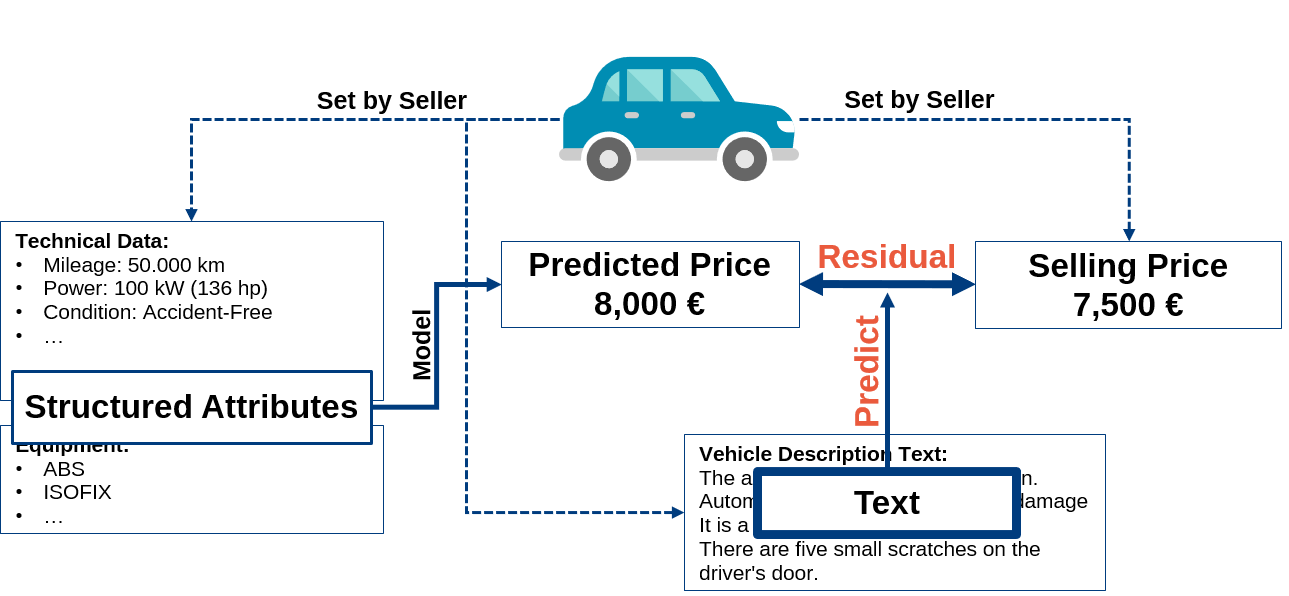 Set by Seller
Set by Seller
Technical Data:
• Mileage: 50.000 km
• Power: 100 kW (136 hp)
• Condition: Accident-Free
• …
Structured Attributes
Equipment:
• ABS
• ISOFIX
• …
Model
Predicted Price
8,000 €
Residual
Selling Price
7,500 €
Predict
Vehicle Description Text:
The
n.
damage
It is a
Text
There are five small scratches on the
driver's door.